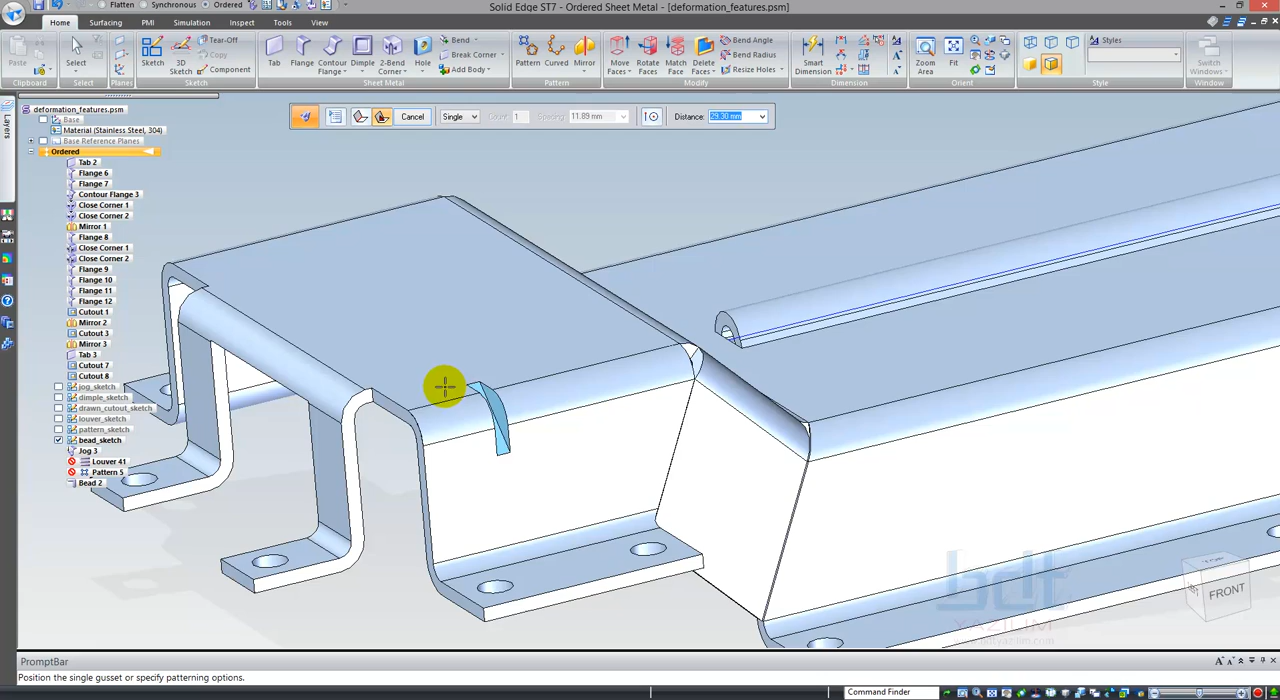 Flatten Synchronous Ordered
Solid Edge ST7 - Ordered Sheet Metal - [deformation_features.psm]
Home Surfacing PMI Simulation Inspect Tools View
Paste
Clipboard
Select
Select
Planes
Sketch
3D Sketch
Tear-Off
Copy
Component
Sketch
Tab
Flange
Contour Flange
Dimple
2-Bend Corner
Hole
Bend
Break Corner
Add Body
Sheet Metal
Pattern
Curved
Mirror
Pattern
Move Faces
Rotate Faces
Match Face
Delete Faces
Bend Angle
Bend Radius
Resize Holes
Modify
Smart Dimension
Dimension
Zoom Area
Fit
Orient
Styles
Style
Switch Windows
Window
Layers
Cancel Single Count: 1 Spacing: 11.89 mm Distance: 29.30 mm
deformation_features.psm
Base
Material (Stainless Steel, 304)
Base Reference Planes
Ordered
Tab 2
Flange 6
Flange 7
Contour Flange 3
Close Corner 1
Close Corner 2
Mirror 1
Flange 8
Close Corner 1
Close Corner 2
Flange 9
Flange 10
Flange 11
Flange 12
Cutout 1
Mirror 2
Cutout 3
Mirror 3
Tab 3
Cutout 7
Cutout 8
jog_sketch
dimple_sketch
drawn_cutout_sketch
louver_sketch
pattern_sketch
bead_sketch
Jog 3
Louver 41
Pattern 5
Bead 2
TOP
FRONT
bdt
YAZILIM
PromptBar
Position the single gusset or specify patterning options.
Command Finder